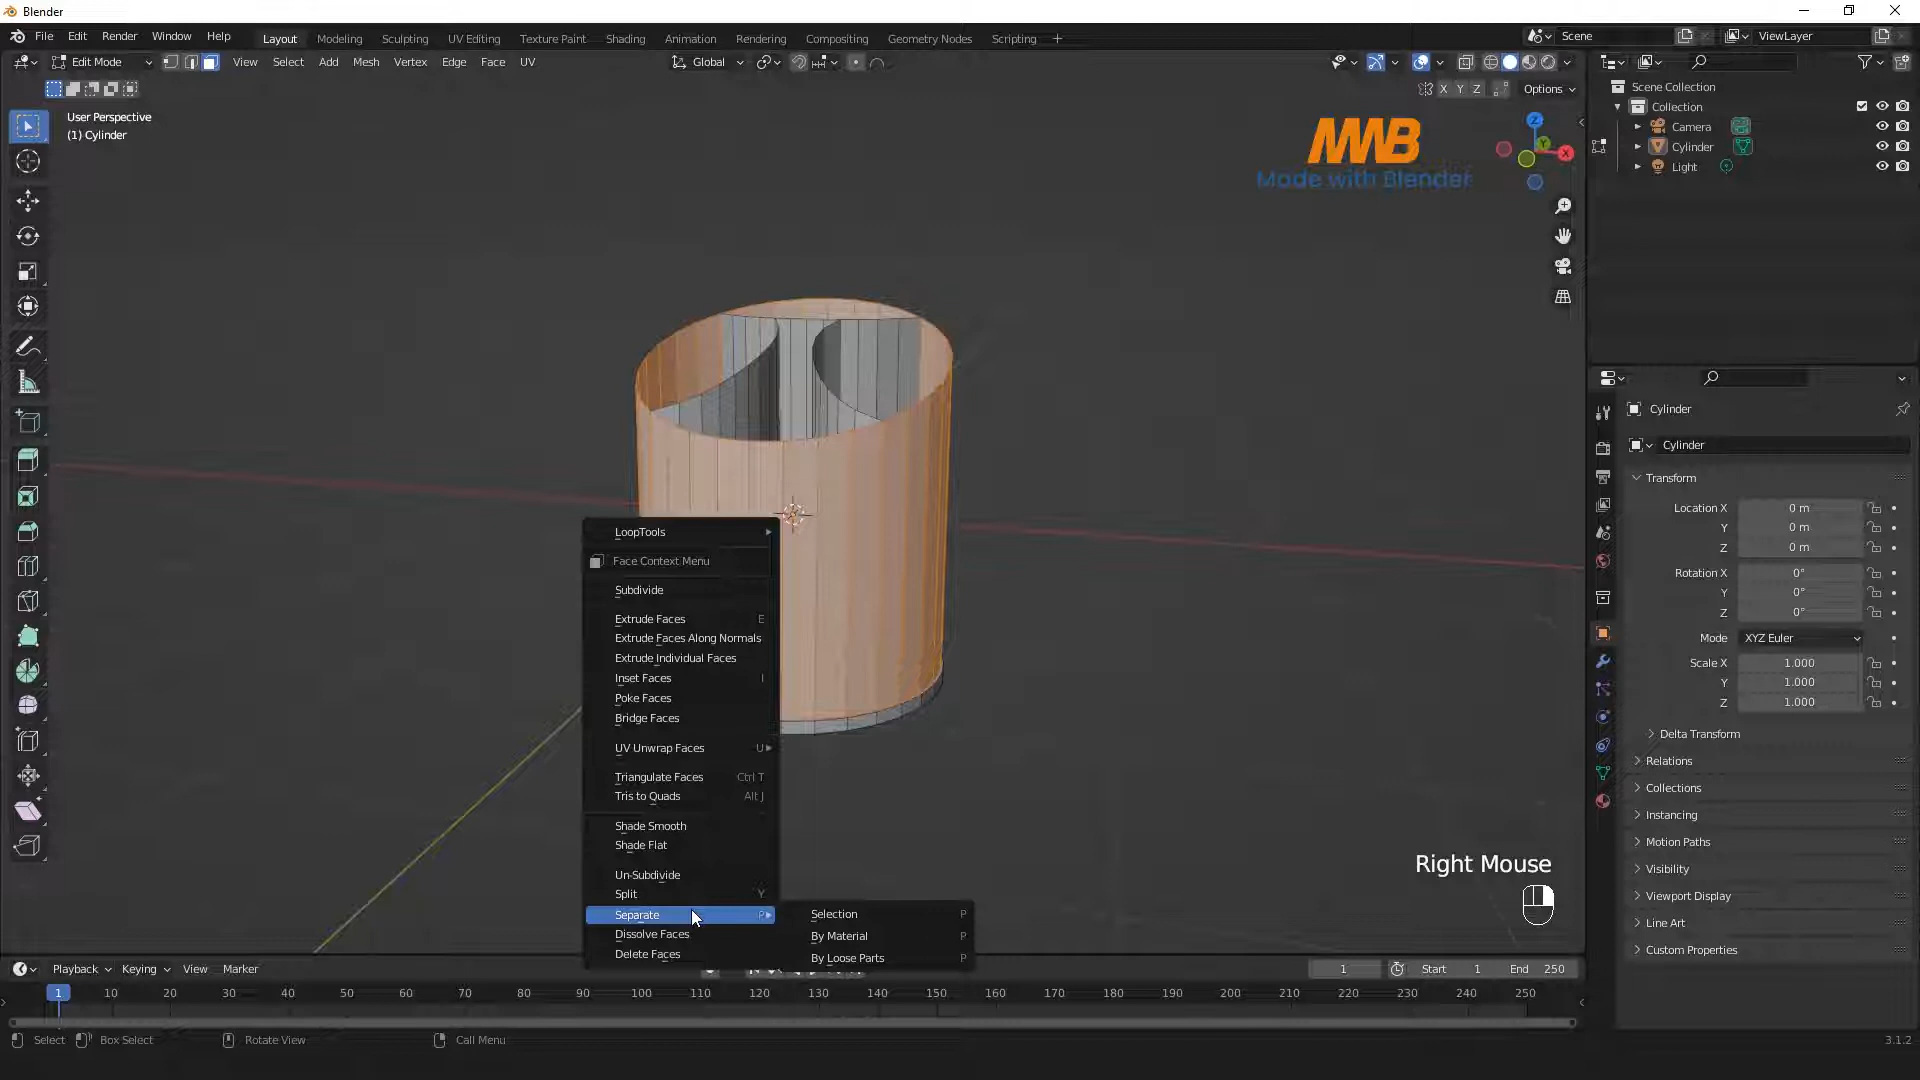 Blender
File Edit Render Window Help
Layout Modeling Sculpting UV Editing Texture Paint Shading Animation Rendering Compositing Geometry Nodes Scripting
Scene
ViewLayer
Edit Mode
View Select Add Mesh Vertex Edge Face UV
Global
X Y Z
Options
User Perspective
(1) Cylinder
MWB
Made with Blender
Z
Y
X
Scene Collection
Collection
Camera
Cylinder
Light
Cylinder
Cylinder
Transform
Location X 0 m
Y 0 m
Z 0 m
Rotation X 0°
Y 0°
Z 0°
Mode XYZ Euler
Scale X 1.000
Y 1.000
Z 1.000
Delta Transform
Relations
Collections
Instancing
Motion Paths
Visibility
Viewport Display
Line Art
Custom Properties
LoopTools
Face Context Menu
Subdivide
Extrude Faces E
Extrude Faces Along Normals
Extrude Individual Faces
Inset Faces I
Poke Faces
Bridge Faces
UV Unwrap Faces U
Triangulate Faces Ctrl T
Tris to Quads Alt J
Shade Smooth
Shade Flat
Un-Subdivide
Split Y
Separate P
Dissolve Faces
Delete Faces
Selection P
By Material P
By Loose Parts P
Right Mouse
Playback Keying View Marker
1 Start 1 End 250
1 10 20 30 40 50 60 70 80 90 100 110 120 130 140 150 160 170 180 190 200 210 220 230 240 250
Select Box Select Rotate View Call Menu
3.1.2